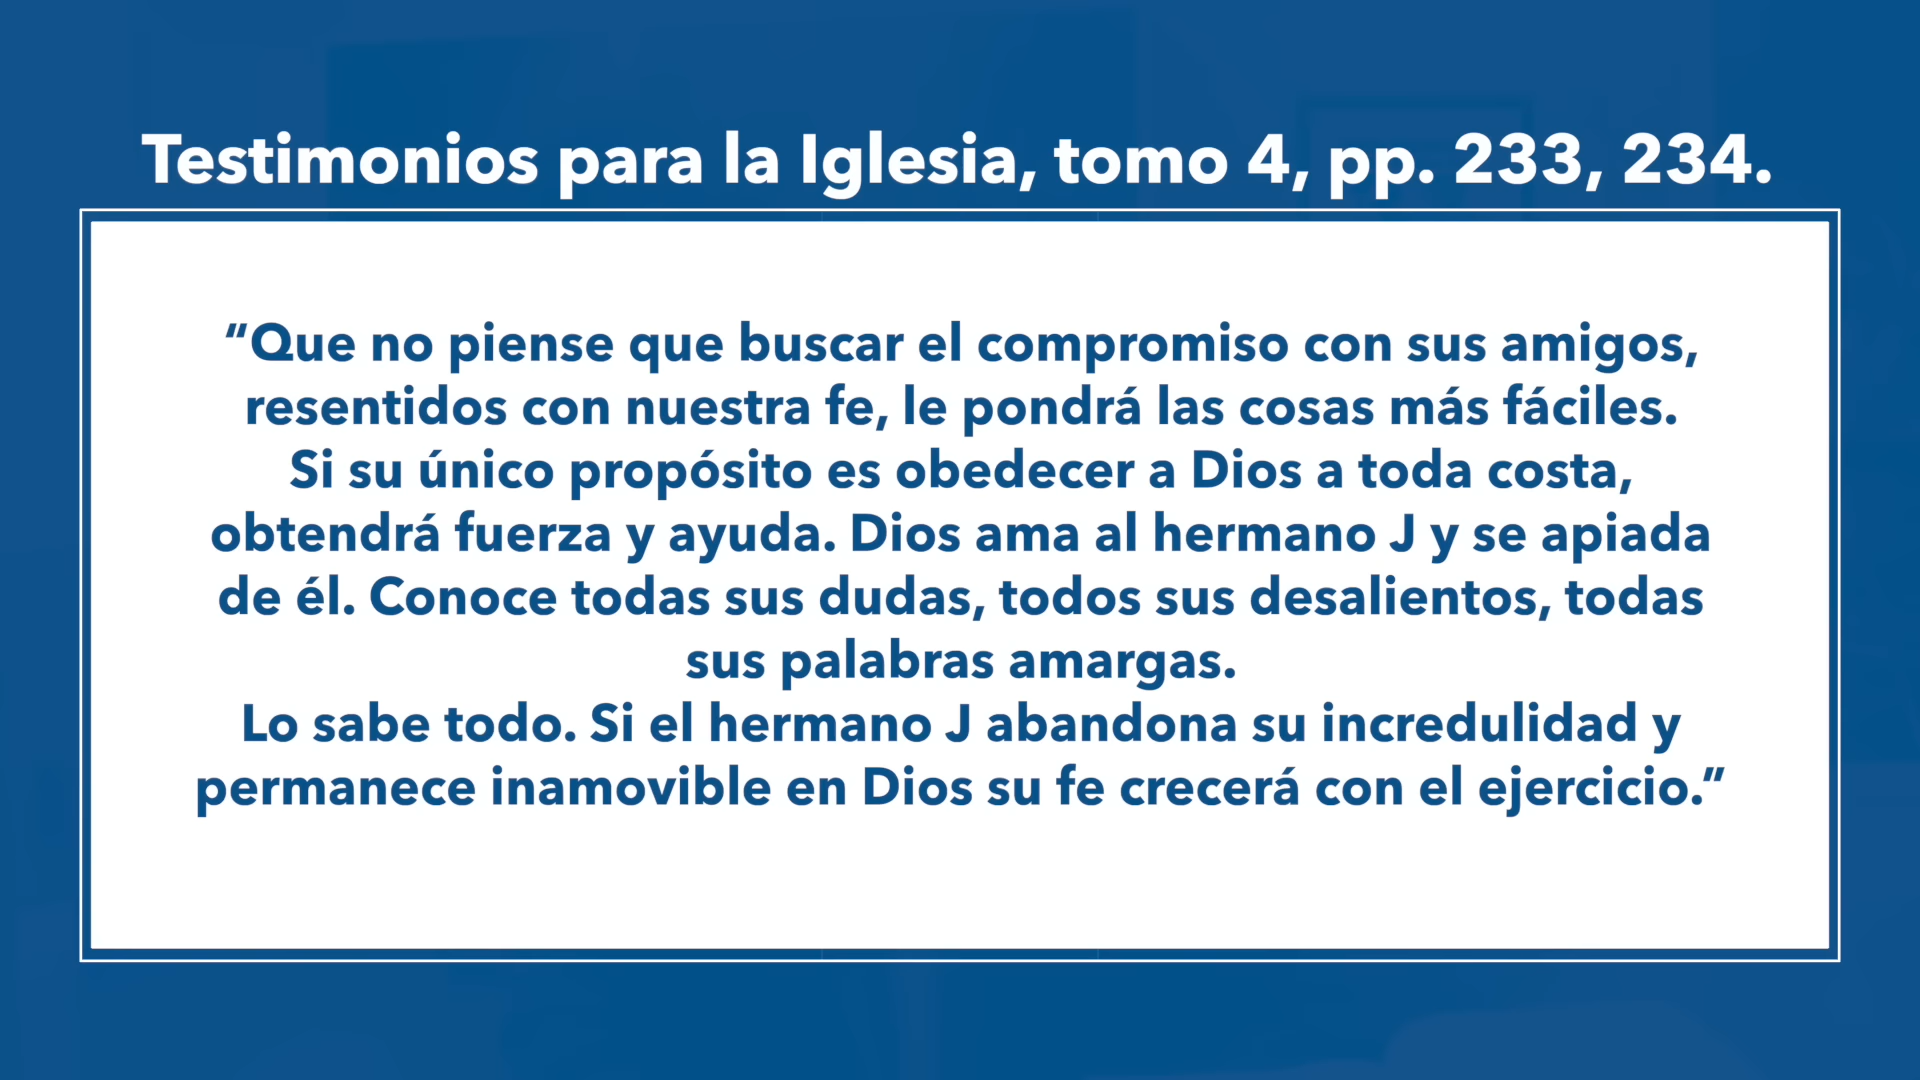 Testimonios para la Iglesia, tomo 4, pp. 233, 234.
“Que no piense que buscar el compromiso con sus amigos,
resentidos con nuestra fe, le pondrá las cosas más fáciles.
Si su único propósito es obedecer a Dios a toda costa,
obtendrá fuerza y ayuda. Dios ama al hermano J y se apiada
de él. Conoce todas sus dudas, todos sus desalientos, todas
sus palabras amargas.
Lo sabe todo. Si el hermano J abandona su incredulidad y
permanece inamovible en Dios su fe crecerá con el ejercicio.”